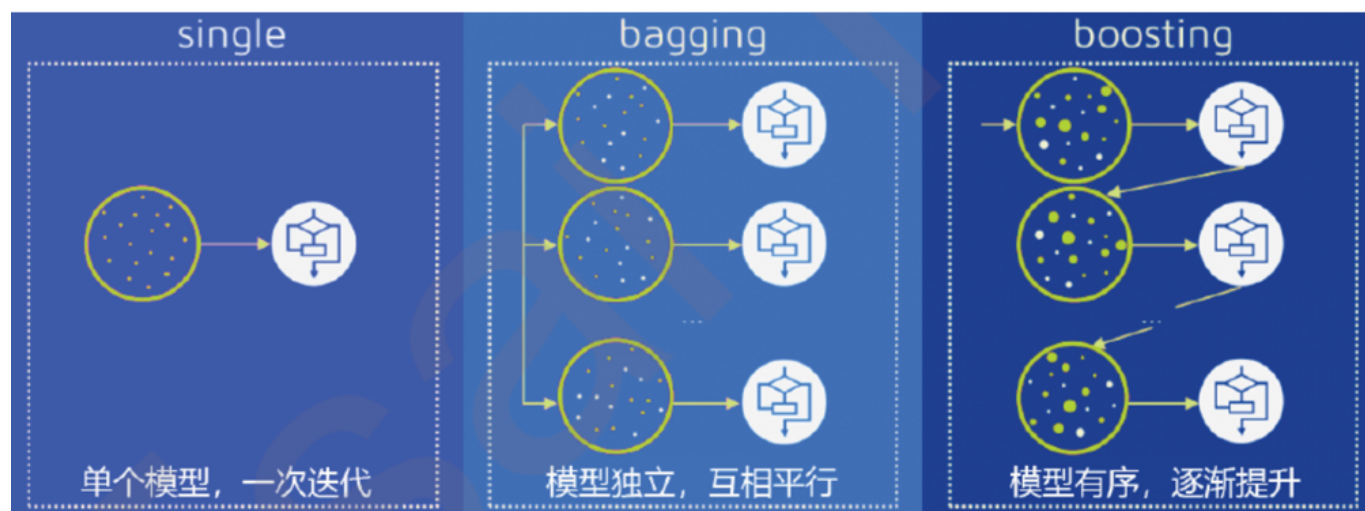 single
单个模型，一次迭代
bagging
...
模型独立，互相平行
boosting
...
模型有序，逐渐提升